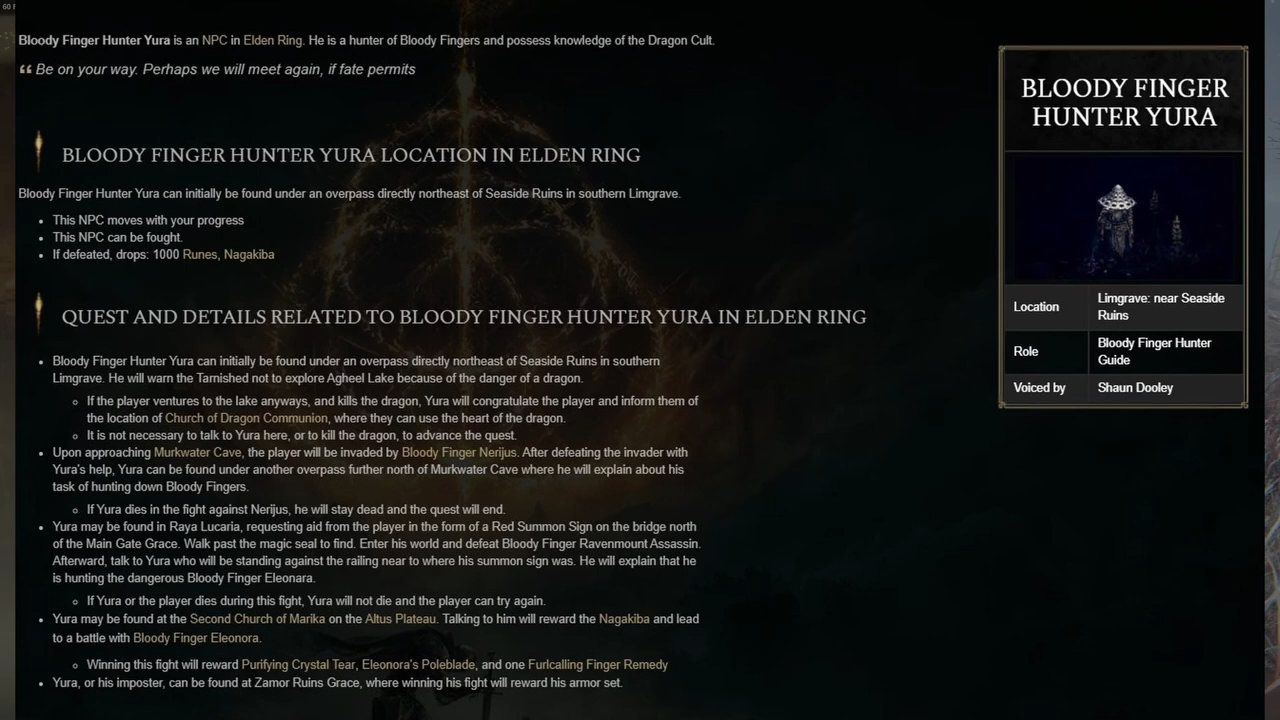 60 F
Bloody Finger Hunter Yura is an NPC in Elden Ring. He is a hunter of Bloody Fingers and possess knowledge of the Dragon Cult.
“ Be on your way. Perhaps we will meet again, if fate permits
BLOODY FINGER HUNTER YURA LOCATION IN ELDEN RING
Bloody Finger Hunter Yura can initially be found under an overpass directly northeast of Seaside Ruins in southern Limgrave.
• This NPC moves with your progress
• This NPC can be fought.
• If defeated, drops: 1000 Runes, Nagakiba
QUEST AND DETAILS RELATED TO BLOODY FINGER HUNTER YURA IN ELDEN RING
• Bloody Finger Hunter Yura can initially be found under an overpass directly northeast of Seaside Ruins in southern
Limgrave. He will warn the Tarnished not to explore Agheel Lake because of the danger of a dragon.
◦ If the player ventures to the lake anyways, and kills the dragon, Yura will congratulate the player and inform them of
the location of Church of Dragon Communion, where they can use the heart of the dragon.
◦ It is not necessary to talk to Yura here, or to kill the dragon, to advance the quest.
• Upon approaching Murkwater Cave, the player will be invaded by Bloody Finger Nerijus. After defeating the invader with
Yura's help, Yura can be found under another overpass further north of Murkwater Cave where he will explain about his
task of hunting down Bloody Fingers.
◦ If Yura dies in the fight against Nerijus, he will stay dead and the quest will end.
• Yura may be found in Raya Lucaria, requesting aid from the player in the form of a Red Summon Sign on the bridge north
of the Main Gate Grace. Walk past the magic seal to find. Enter his world and defeat Bloody Finger Ravenmount Assassin.
Afterward, talk to Yura who will be standing against the railing near to where his summon sign was. He will explain that he
is hunting the dangerous Bloody Finger Eleonara.
◦ If Yura or the player dies during this fight, Yura will not die and the player can try again.
• Yura may be found at the Second Church of Marika on the Altus Plateau. Talking to him will reward the Nagakiba and lead
to a battle with Bloody Finger Eleonora.
◦ Winning this fight will reward Purifying Crystal Tear, Eleonora's Poleblade, and one Furlcalling Finger Remedy
• Yura, or his imposter, can be found at Zamor Ruins Grace, where winning his fight will reward his armor set.
BLOODY FINGER
HUNTER YURA
Location Limgrave: near Seaside
Ruins
Role Bloody Finger Hunter
Guide
Voiced by Shaun Dooley